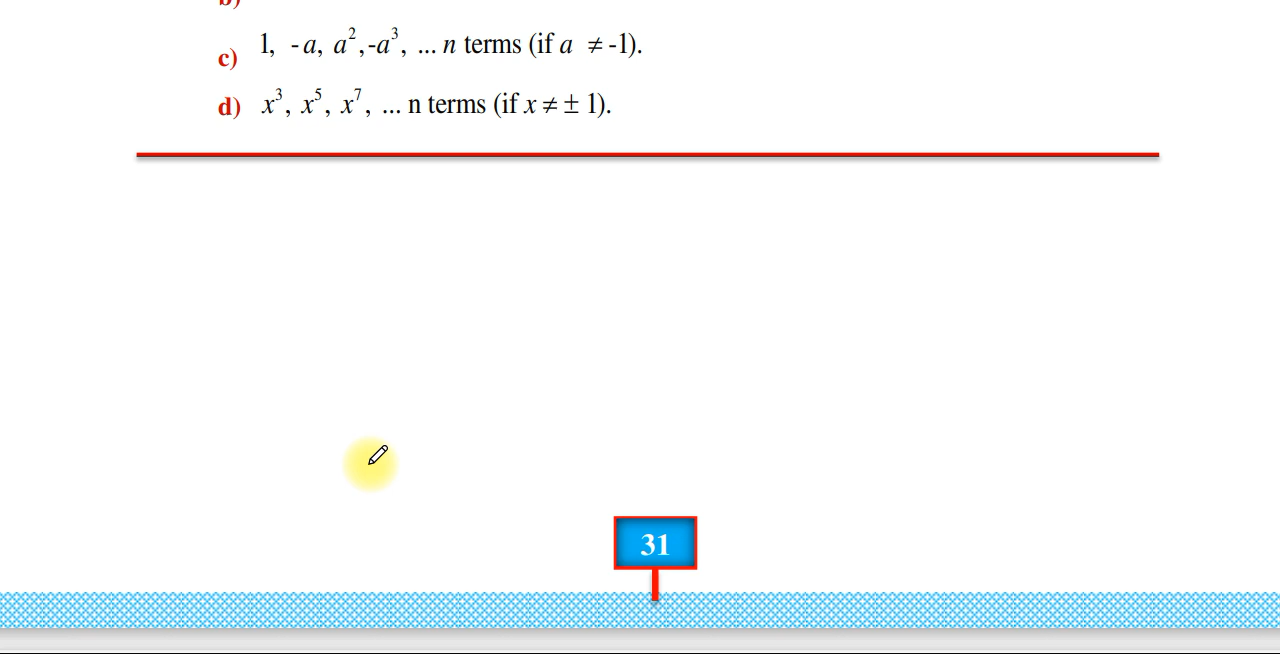 c) 1, -a, a²,-a³, ... n terms (if a ≠ -1).
d) x³, x⁵, x⁷, ... n terms (if x ≠ ± 1).
31